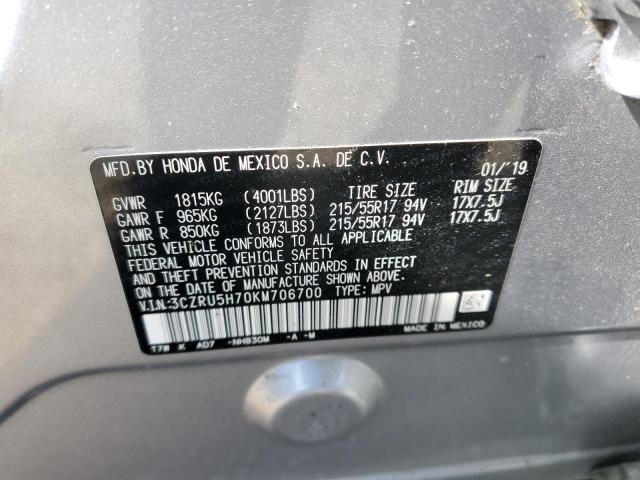 MFD.BY HONDA DE MEXICO S.A. DE C.V. 01/'19
GVWR 1815KG (4001LBS) TIRE SIZE RIM SIZE
GAWR F 965KG (2127LBS) 215/55R17 94V 17X7.5J
GAWR R 850KG (1873LBS) 215/55R17 94V 17X7.5J
THIS VEHICLE CONFORMS TO ALL APPLICABLE
FEDERAL MOTOR VEHICLE SAFETY, BUMPER
AND THEFT PREVENTION STANDARDS IN EFFECT
ON THE DATE OF MANUFACTURE SHOWN ABOVE.
V.I.N:3CZRU5H70KM706700 TYPE: MPV
MADE IN MEXICO
K AD7 -NH830M -A -M